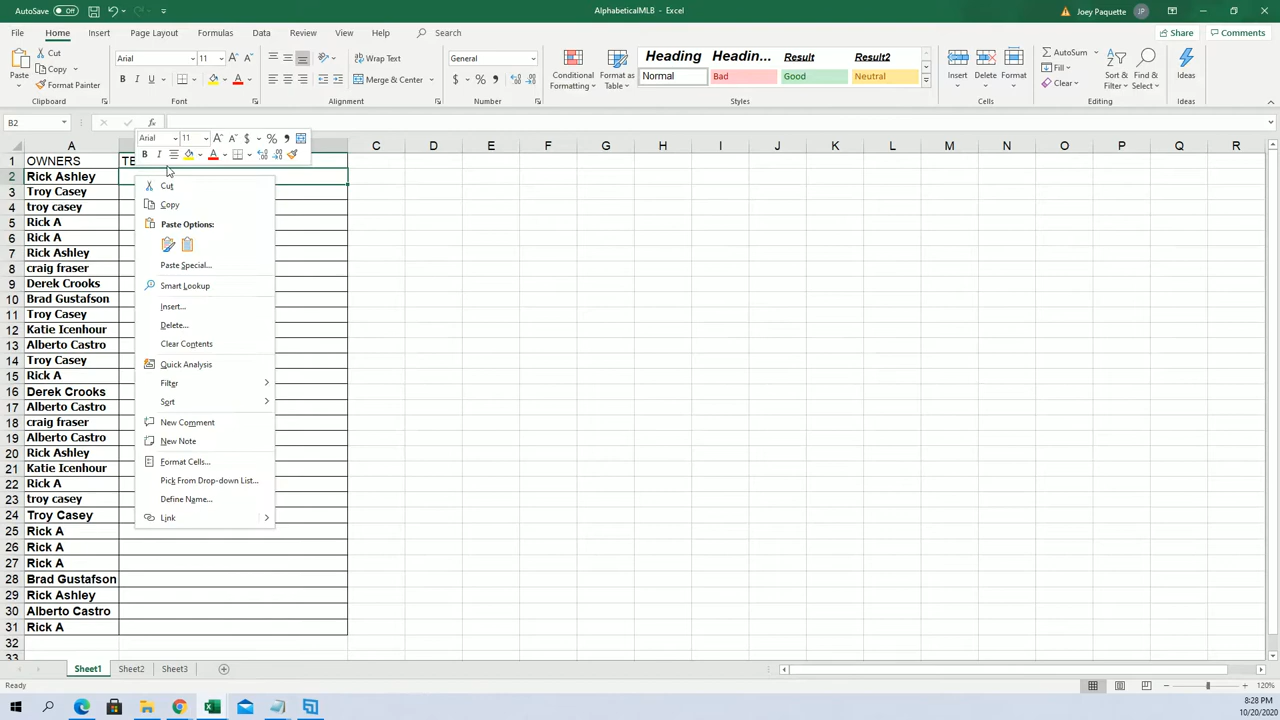 AutoSave Off AlphabeticalMLB - Excel Joey Paquette JP
File Home Insert Page Layout Formulas Data Review View Help Search Share Comments
Cut Arial 11 Wrap Text General Heading Headin... Result Result2 AutoSum
Copy Fill
Paste Format Painter Merge & Center Conditional Formatting Format as Table Normal Bad Good Neutral Insert Delete Format Clear Sort & Filter Find & Select Ideas
Clipboard Font Alignment Number Styles Cells Editing Ideas
B2 fx
Arial 11
A C D E F G H I J K L M N O P Q R
1 OWNERS TE
2 Rick Ashley
3 Troy Casey
4 troy casey
5 Rick A
6 Rick A
7 Rick Ashley
8 craig fraser
9 Derek Crooks
10 Brad Gustafson
11 Troy Casey
12 Katie Icenhour
13 Alberto Castro
14 Troy Casey
15 Rick A
16 Derek Crooks
17 Alberto Castro
18 craig fraser
19 Alberto Castro
20 Rick Ashley
21 Katie Icenhour
22 Rick A
23 troy casey
24 Troy Casey
25 Rick A
26 Rick A
27 Rick A
28 Brad Gustafson
29 Rick Ashley
30 Alberto Castro
31 Rick A
32
33
Cut
Copy
Paste Options:
Paste Special...
Smart Lookup
Insert...
Delete...
Clear Contents
Quick Analysis
Filter
Sort
New Comment
New Note
Format Cells...
Pick From Drop-down List...
Define Name...
Link
Sheet1 Sheet2 Sheet3
Ready 120%
8:28 PM
10/20/2020